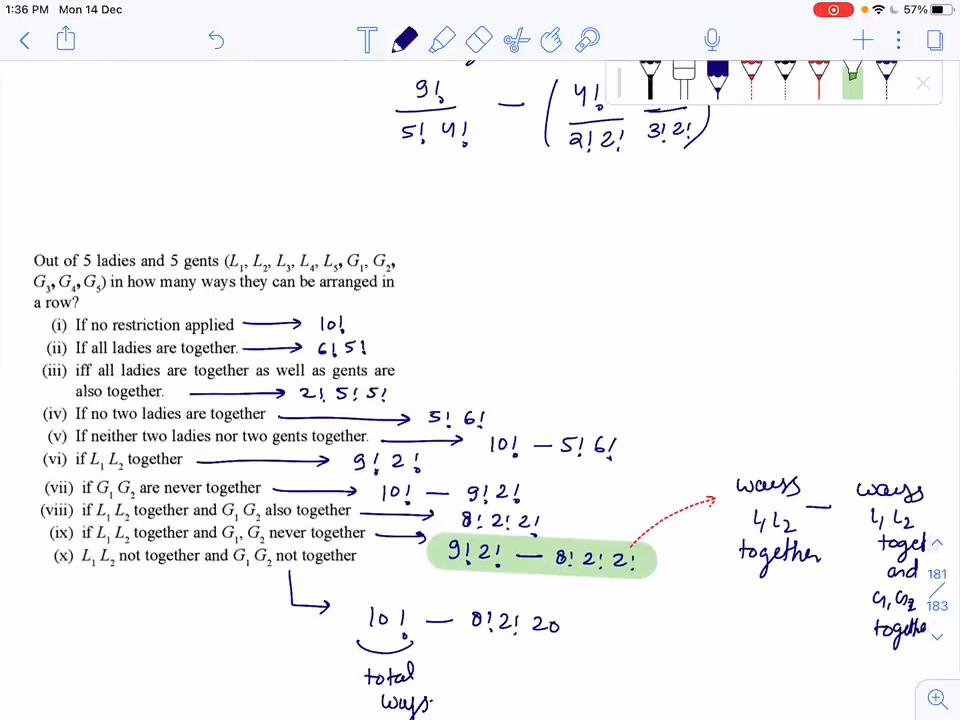 1:36 PM Mon 14 Dec
57%
T
9!
5! 4!
— ( 4!
2! 2!
3! 2! )
Out of 5 ladies and 5 gents (L1, L2, L3, L4, L5, G1, G2,
G3, G4, G5) in how many ways they can be arranged in
a row?
(i) If no restriction applied → 10!
(ii) If all ladies are together. → 6! 5!
(iii) iff all ladies are together as well as gents are
also together. → 2! 5! 5!
(iv) If no two ladies are together → 5! 6!
(v) If neither two ladies nor two gents together. → 10! — 5! 6!
(vi) if L1 L2 together → 9! 2!
(vii) if G1 G2 are never together → 10! — 9! 2!
(viii) if L1 L2 together and G1 G2 also together → 8! 2! 2!
(ix) if L1 L2 together and G1, G2 never together → 9! 2! — 8! 2! 2!
(x) L1 L2 not together and G1 G2 not together
10! — 8! 2! 20
total
ways
ways
L1 L2
together
—
ways
L1 L2
toget
and
G1 G2
togethe
181
183